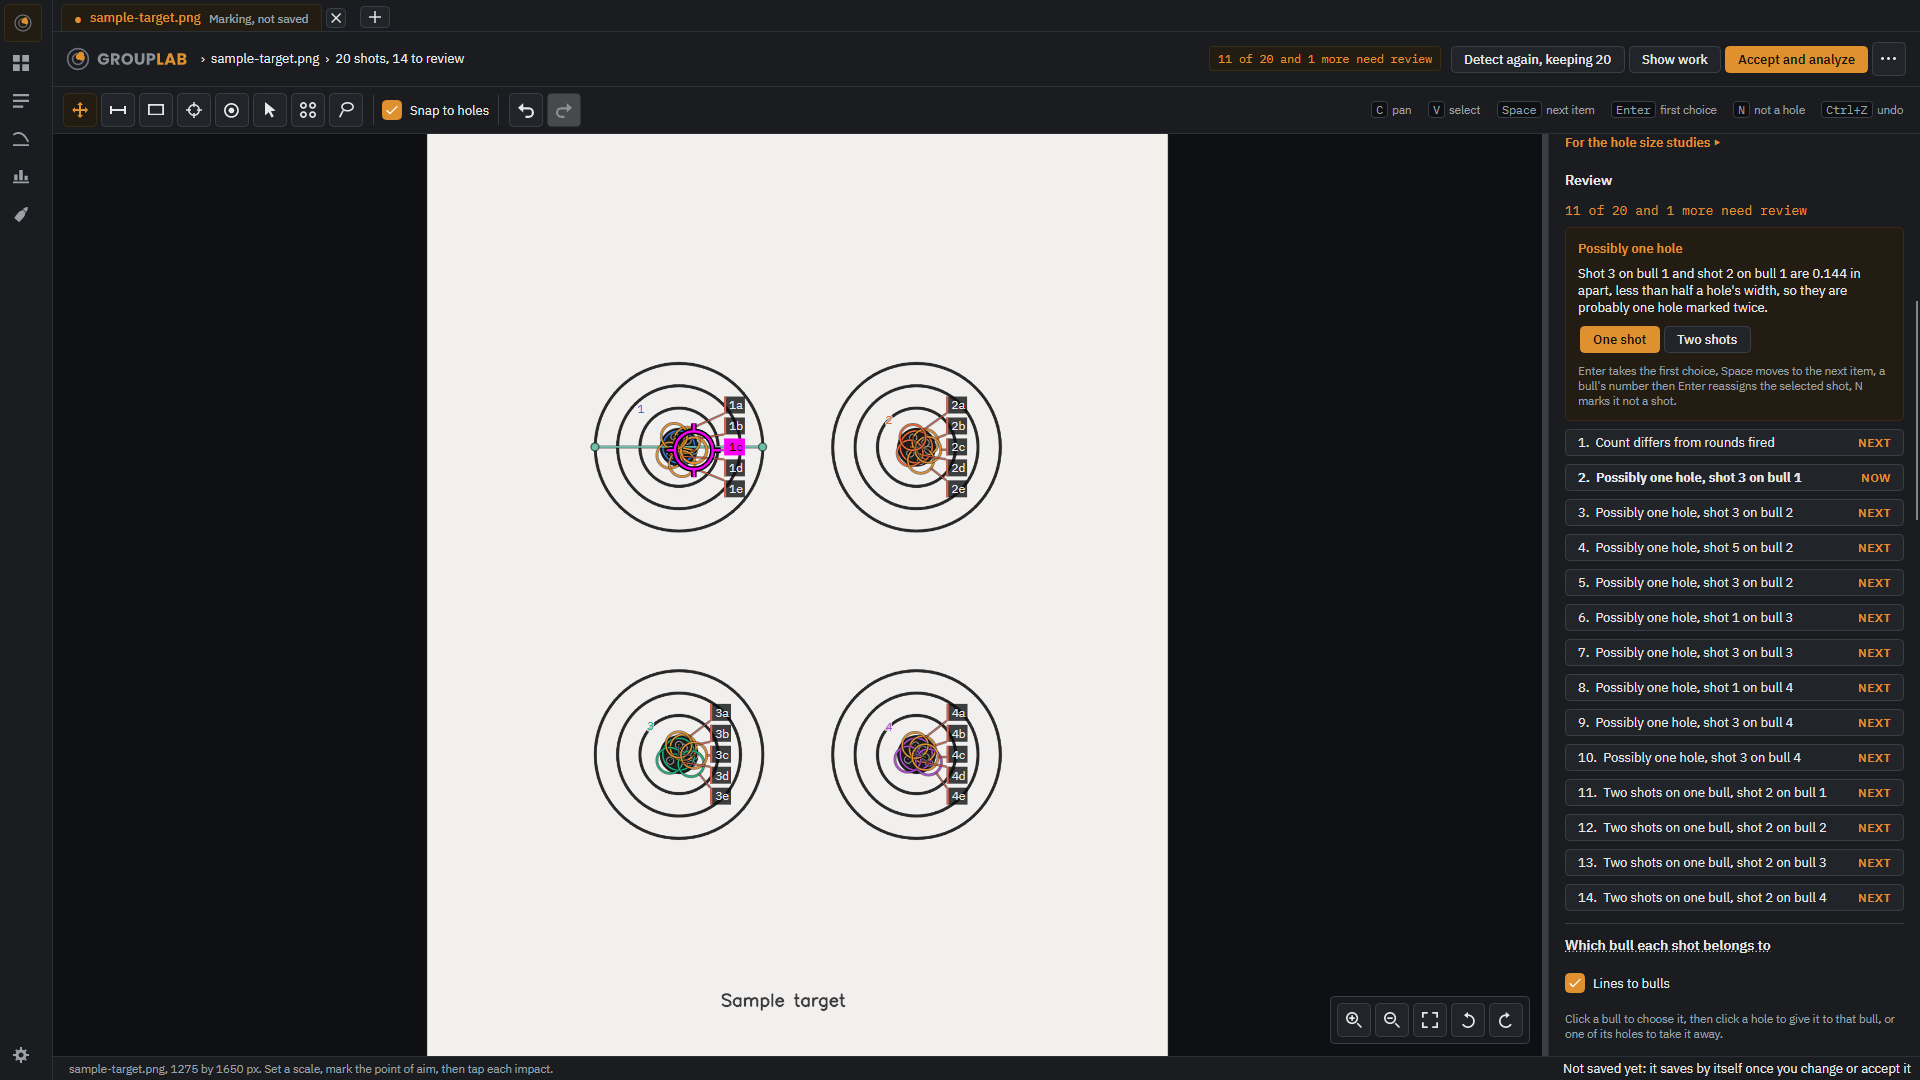 sample-target.png Marking, not saved
GROUPLAB › sample-target.png › 20 shots, 14 to review
11 of 20 and 1 more need review
Detect again, keeping 20
Show work
Accept and analyze
Snap to holes
C pan V select Space next item Enter first choice N not a hole Ctrl+Z undo
For the hole size studies
Review
11 of 20 and 1 more need review
Possibly one hole
Shot 3 on bull 1 and shot 2 on bull 1 are 0.144 in
apart, less than half a hole's width, so they are
probably one hole marked twice.
One shot
Two shots
Enter takes the first choice, Space moves to the next item, a
bull's number then Enter reassigns the selected shot, N
marks it not a shot.
1. Count differs from rounds fired NEXT
2. Possibly one hole, shot 3 on bull 1 NOW
3. Possibly one hole, shot 3 on bull 2 NEXT
4. Possibly one hole, shot 5 on bull 2 NEXT
5. Possibly one hole, shot 3 on bull 2 NEXT
6. Possibly one hole, shot 1 on bull 3 NEXT
7. Possibly one hole, shot 3 on bull 3 NEXT
8. Possibly one hole, shot 1 on bull 4 NEXT
9. Possibly one hole, shot 3 on bull 4 NEXT
10. Possibly one hole, shot 3 on bull 4 NEXT
11. Two shots on one bull, shot 2 on bull 1 NEXT
12. Two shots on one bull, shot 2 on bull 2 NEXT
13. Two shots on one bull, shot 2 on bull 3 NEXT
14. Two shots on one bull, shot 2 on bull 4 NEXT
Which bull each shot belongs to
Lines to bulls
Click a bull to choose it, then click a hole to give it to that bull, or
one of its holes to take it away.
1
1a
1b
1c
1d
1e
2
2a
2b
2c
2d
2e
3
3a
3b
3c
3d
3e
4
4a
4b
4c
4d
4e
Sample target
sample-target.png, 1275 by 1650 px. Set a scale, mark the point of aim, then tap each impact.
Not saved yet: it saves by itself once you change or accept it